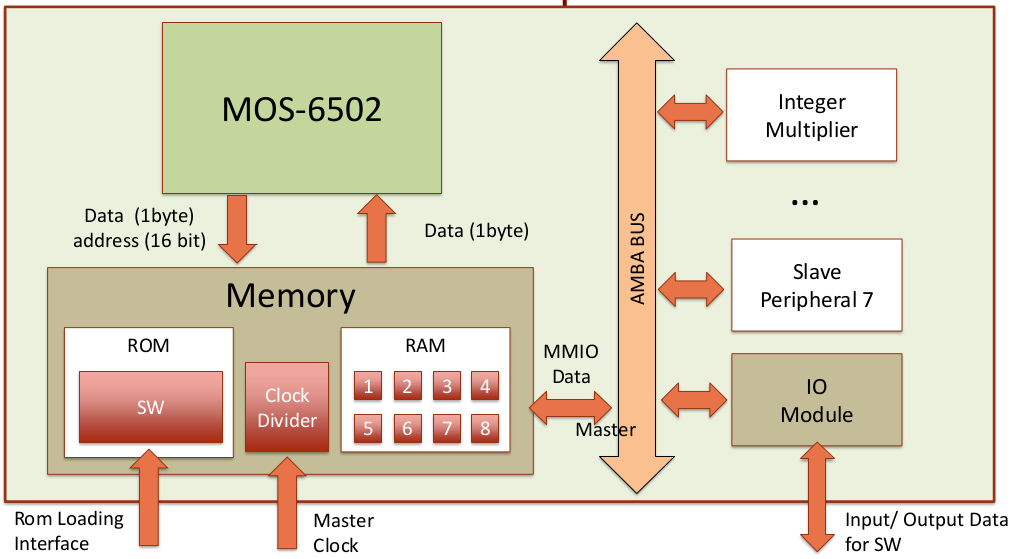 MOS-6502
Data  (1byte)
address (16 bit)
Data (1byte)
Memory
ROM
SW
Clock
Divider
RAM
1 2 3 4
5 6 7 8
MMIO
Data
Master
AMBA BUS
Integer
Multiplier
...
Slave
Peripheral 7
IO
Module
Rom Loading
Interface
Master
Clock
Input/ Output Data
for SW